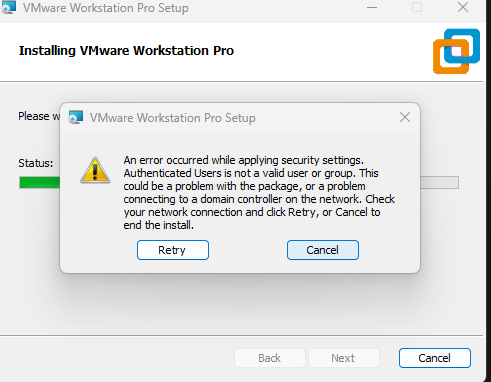 VMware Workstation Pro Setup
Installing VMware Workstation Pro
Please w
VMware Workstation Pro Setup
Status:
An error occurred while applying security settings.
Authenticated Users is not a valid user or group. This
could be a problem with the package, or a problem
connecting to a domain controller on the network. Check
your network connection and click Retry, or Cancel to
end the install.
Retry
Cancel
Back
Next
Cancel